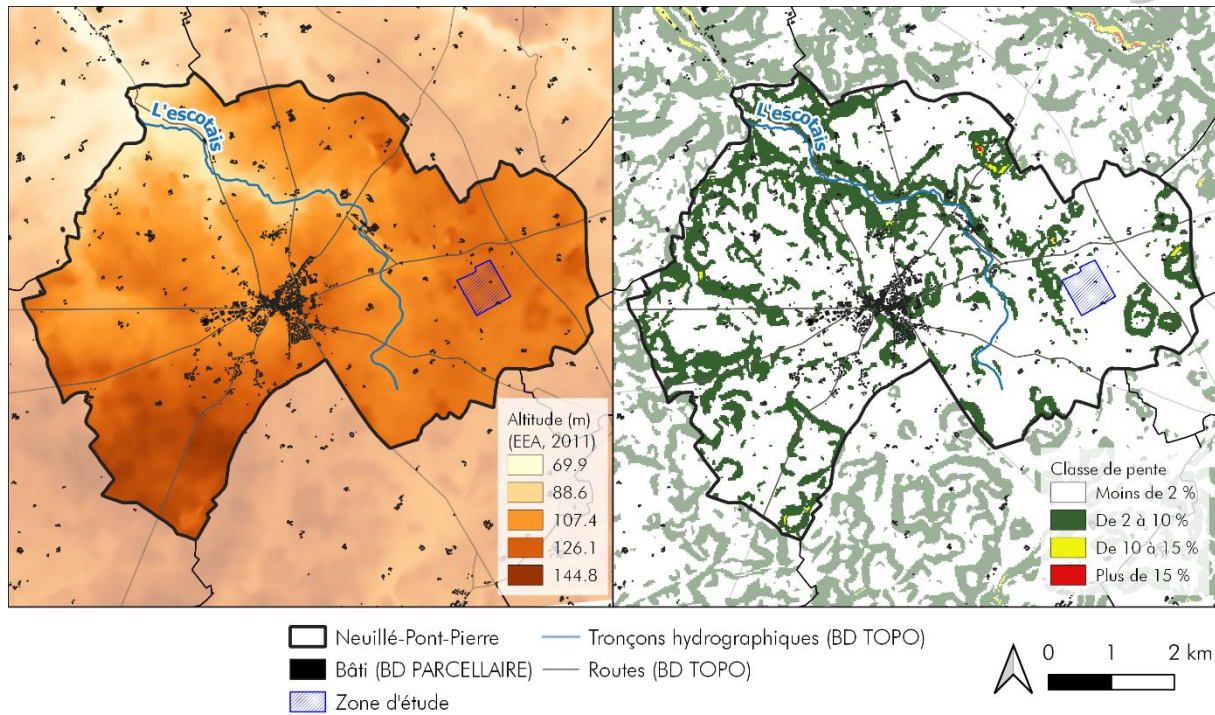 L'escotais
L'escotais
Altitude (m)
(EEA, 2011)
69.9
88.6
107.4
126.1
144.8
Classe de pente
Moins de 2 %
De 2 à 10 %
De 10 à 15 %
Plus de 15 %
Neuillé-Pont-Pierre
Tronçons hydrographiques (BD TOPO)
Bâti (BD PARCELLAIRE)
Routes (BD TOPO)
Zone d'étude
0 1 2 km